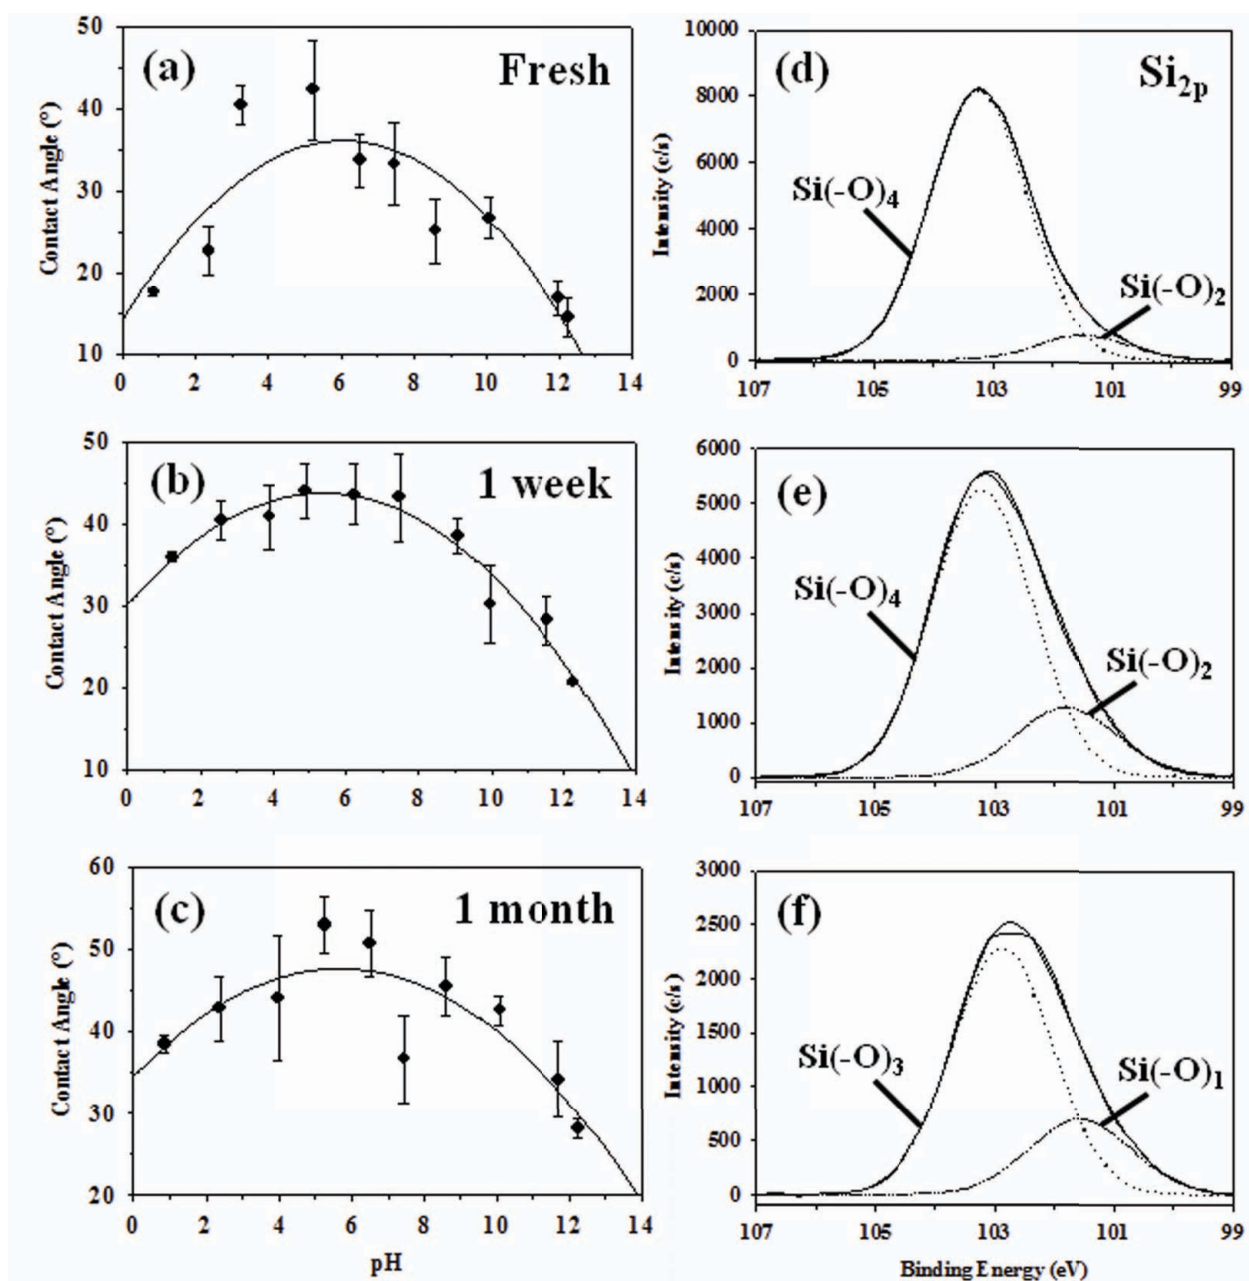 (a) Fresh
Contact Angle (°)
50
40
30
20
10
0 2 4 6 8 10 12 14
(d) Si2p
Intensity (c/s)
10000
8000
6000
4000
2000
0
Si(-O)4
Si(-O)2
107 105 103 101 99
(b) 1 week
Contact Angle (°)
50
40
30
20
10
0 2 4 6 8 10 12 14
(e)
Intensity (c/s)
6000
5000
4000
3000
2000
1000
0
Si(-O)4
Si(-O)2
107 105 103 101 99
(c) 1 month
Contact Angle (°)
60
50
40
30
20
0 2 4 6 8 10 12 14
pH
(f)
Intensity (c/s)
3000
2500
2000
1500
1000
500
0
Si(-O)3
Si(-O)1
107 105 103 101 99
Binding Energy (eV)